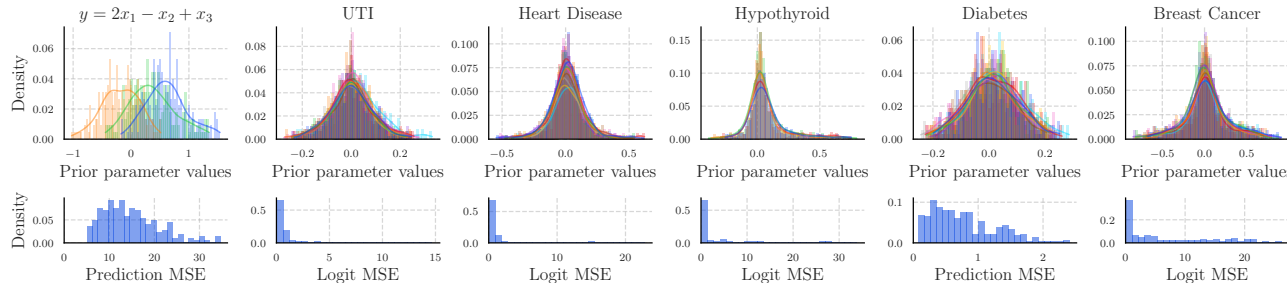 y = 2x₁ − x₂ + x₃ UTI Heart Disease Hypothyroid Diabetes Breast Cancer
Density
0.06 0.04 0.02 0.00
−1 0 1
0.08 0.06 0.04 0.02 0.00
−0.2 0.0 0.2
0.100 0.075 0.050 0.025 0.000
−0.5 0.0 0.5
0.15 0.10 0.05 0.00
0.0 0.5
0.06 0.04 0.02 0.00
−0.2 0.0 0.2
0.100 0.075 0.050 0.025 0.000
−0.5 0.0 0.5
Prior parameter values Prior parameter values Prior parameter values Prior parameter values Prior parameter values Prior parameter values
Density
0.05 0.00
0 10 20 30
0.5 0.0
0 5 10 15
0.5 0.0
0 10 20
0.5 0.0
0 10 20 30
0.1 0.0
0 1 2
0.2 0.0
0 10 20
Prediction MSE Logit MSE Logit MSE Logit MSE Prediction MSE Logit MSE